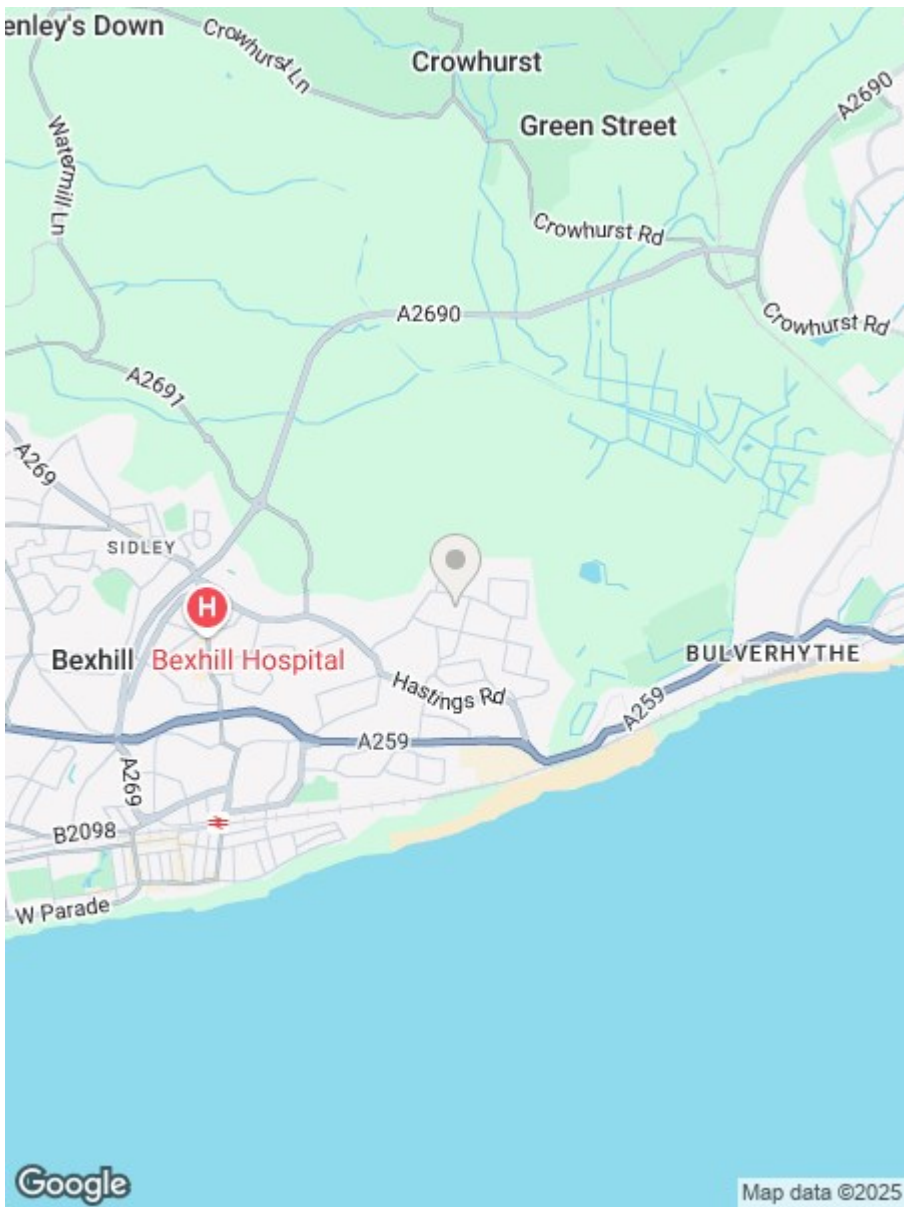 enley's Down
Crowhurst Ln
Crowhurst
A2690
Green Street
Watermill Ln
Crowhurst Rd
A2690
Crowhurst Rd
A2691
A269
SIDLEY
H
Bexhill
Bexhill Hospital
BULVERHYTHE
Hastings Rd
A259
A259
A269
B2098
W Parade
Google
Map data ©2025